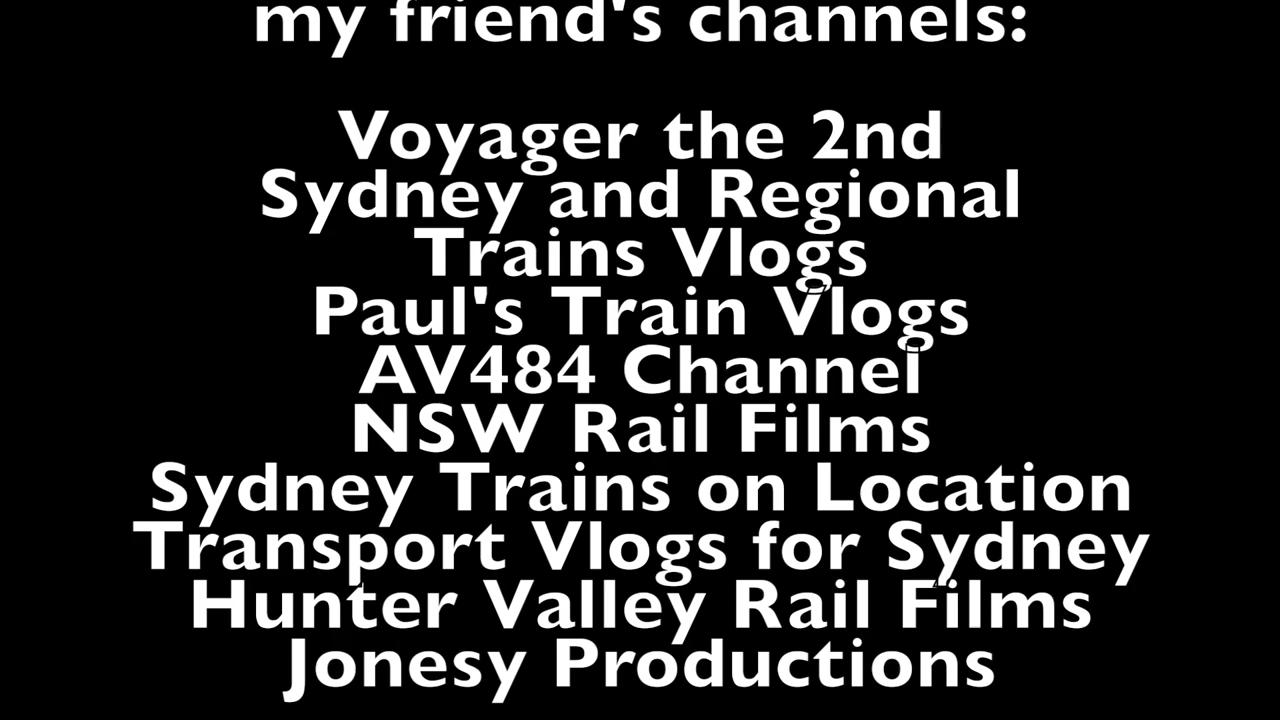 my friend's channels:
Voyager the 2nd
Sydney and Regional
Trains Vlogs
Paul's Train Vlogs
AV484 Channel
NSW Rail Films
Sydney Trains on Location
Transport Vlogs for Sydney
Hunter Valley Rail Films
Jonesy Productions